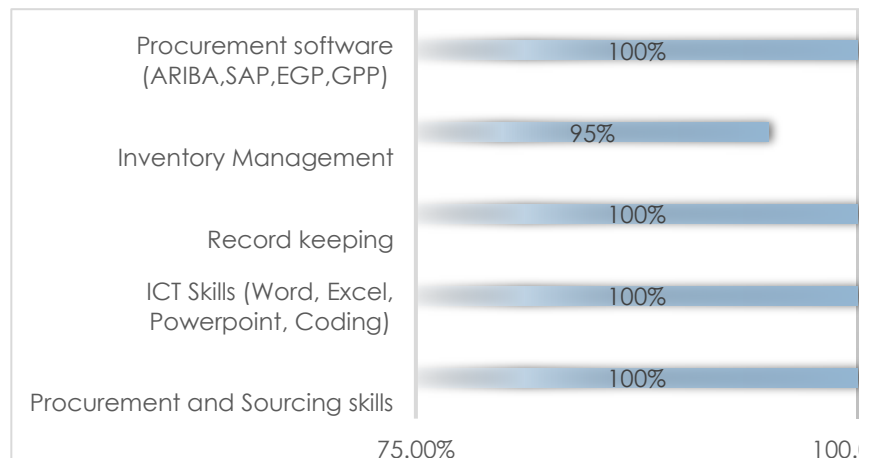 Procurement software
(ARIBA,SAP,EGP,GPP)
100%
Inventory Management
95%
Record keeping
100%
ICT Skills (Word, Excel,
Powerpoint, Coding)
100%
Procurement and Sourcing skills
100%
75.00%
100.